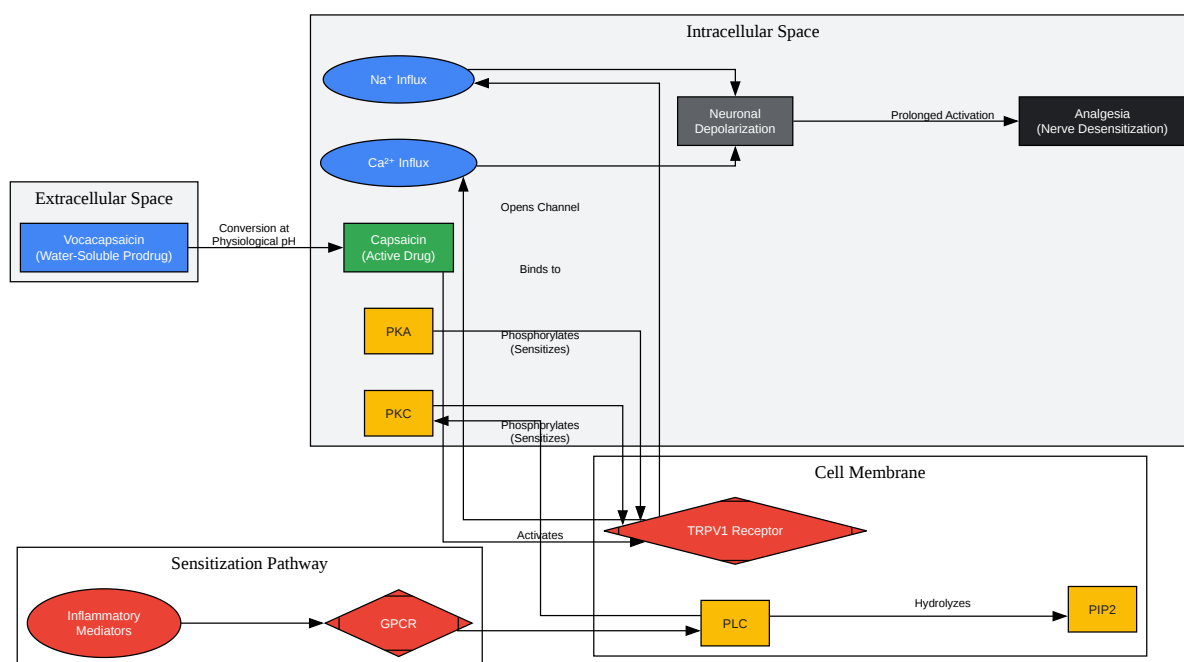 Intracellular Space
Na⁺ Influx
Neuronal
Depolarization
Prolonged Activation
Analgesia
(Nerve Desensitization)
Ca²⁺ Influx
Extracellular Space
Vocacapsaicin
(Water-Soluble Prodrug)
Conversion at
Physiological pH
Capsaicin
(Active Drug)
Opens Channel
Binds to
PKA
Phosphorylates
(Sensitizes)
PKC
Phosphorylates
(Sensitizes)
Cell Membrane
TRPV1 Receptor
Activates
Sensitization Pathway
Inflammatory
Mediators
GPCR
PLC
Hydrolyzes
PIP2